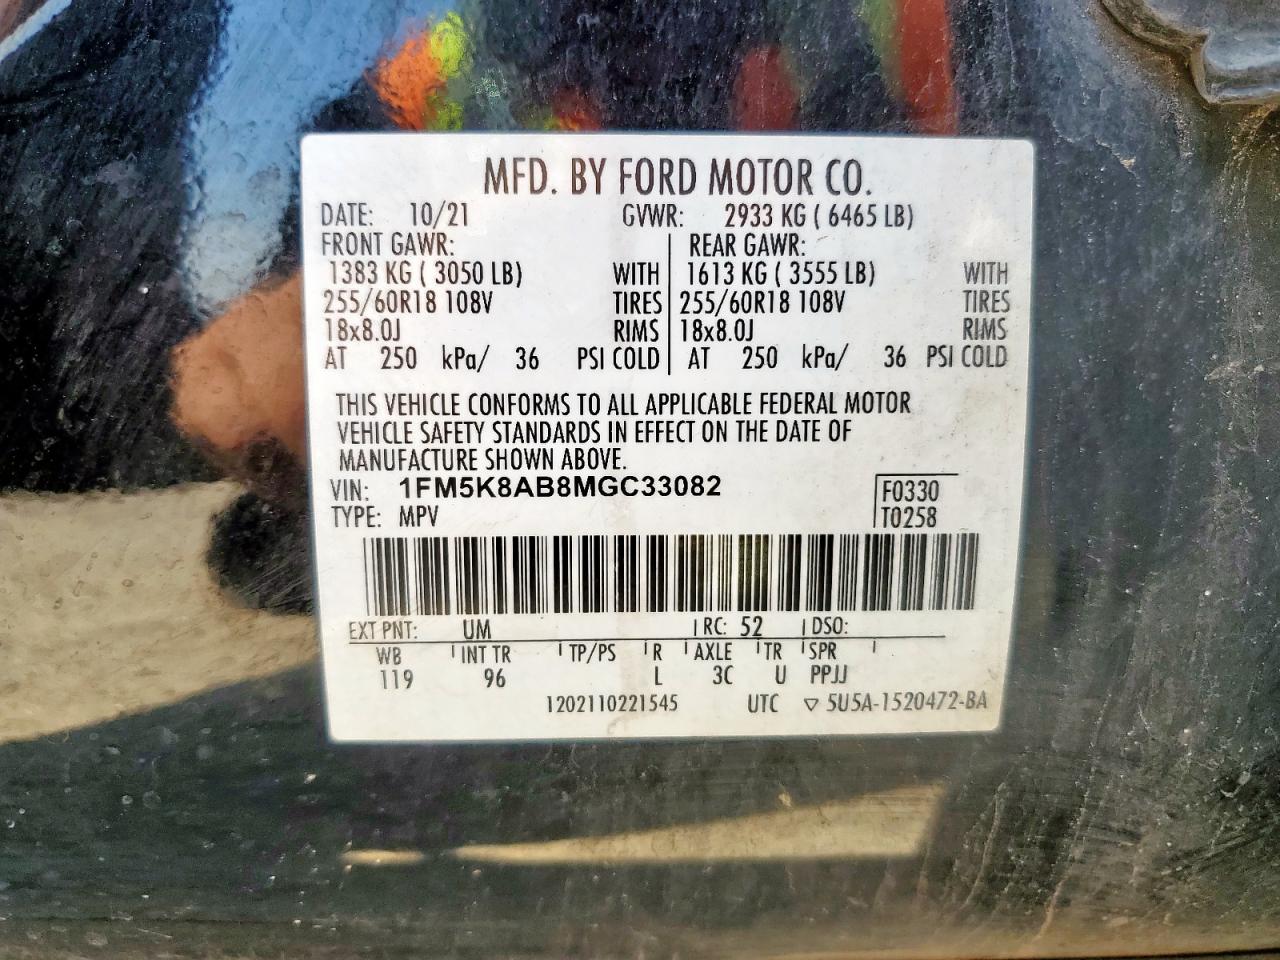 MFD. BY FORD MOTOR CO.
DATE: 10/21 GVWR: 2933 KG ( 6465 LB)
FRONT GAWR: REAR GAWR:
1383 KG ( 3050 LB) WITH 1613 KG ( 3555 LB) WITH
255/60R18 108V TIRES 255/60R18 108V TIRES
18x8.0J RIMS 18x8.0J RIMS
AT 250 kPa/ 36 PSI COLD AT 250 kPa/ 36 PSI COLD
THIS VEHICLE CONFORMS TO ALL APPLICABLE FEDERAL MOTOR
VEHICLE SAFETY STANDARDS IN EFFECT ON THE DATE OF
MANUFACTURE SHOWN ABOVE.
VIN: 1FM5K8AB8MGC33082 F0330
TYPE: MPV T0258
EXT PNT: UM RC: 52 DSO:
WB INT TR TP/PS R AXLE TR SPR
119 96 L 3C U PPJJ
1202110221545 UTC ▽ 5U5A-1520472-BA